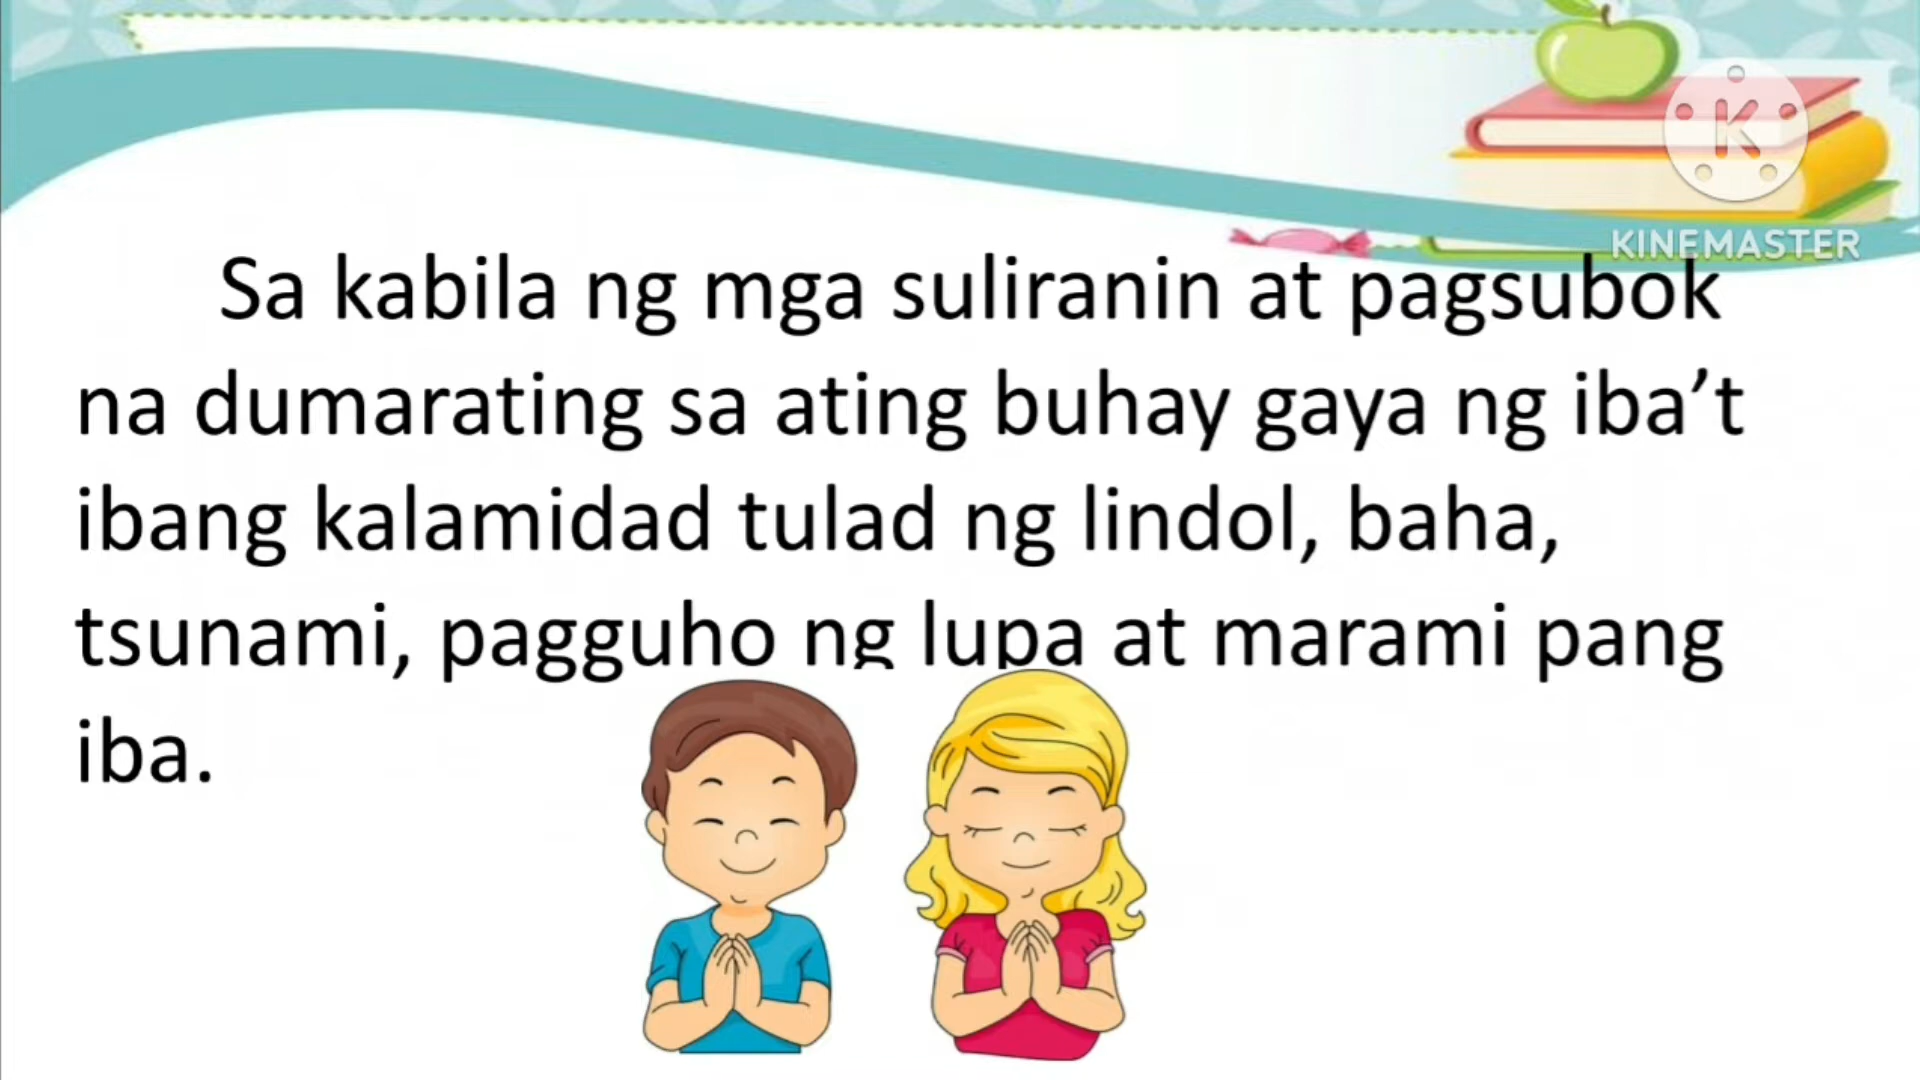 K
KINEMASTER
Sa kabila ng mga suliranin at pagsubok
na dumarating sa ating buhay gaya ng iba’t
ibang kalamidad tulad ng lindol, baha,
tsunami, pagguho ng lupa at marami pang
iba.